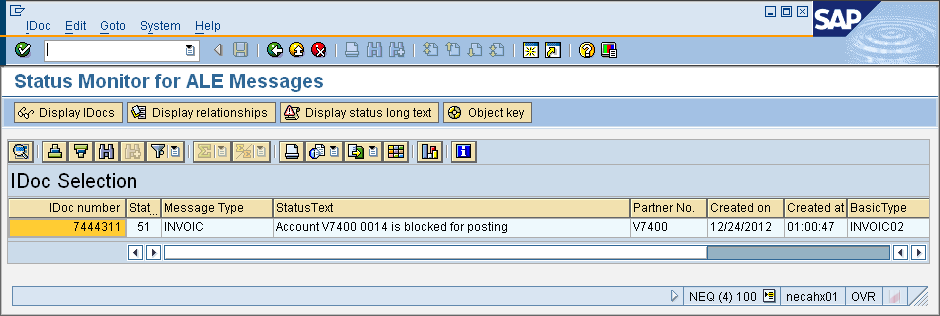 IDoc Edit Goto System Help
SAP
Status Monitor for ALE Messages
Display IDocs Display relationships Display status long text Object key
IDoc Selection
IDoc number Stat... Message Type StatusText Partner No. Created on Created at BasicType
7444311 51 INVOIC Account V7400 0014 is blocked for posting V7400 12/24/2012 01:00:47 INVOIC02
NEQ (4) 100 necahx01 OVR